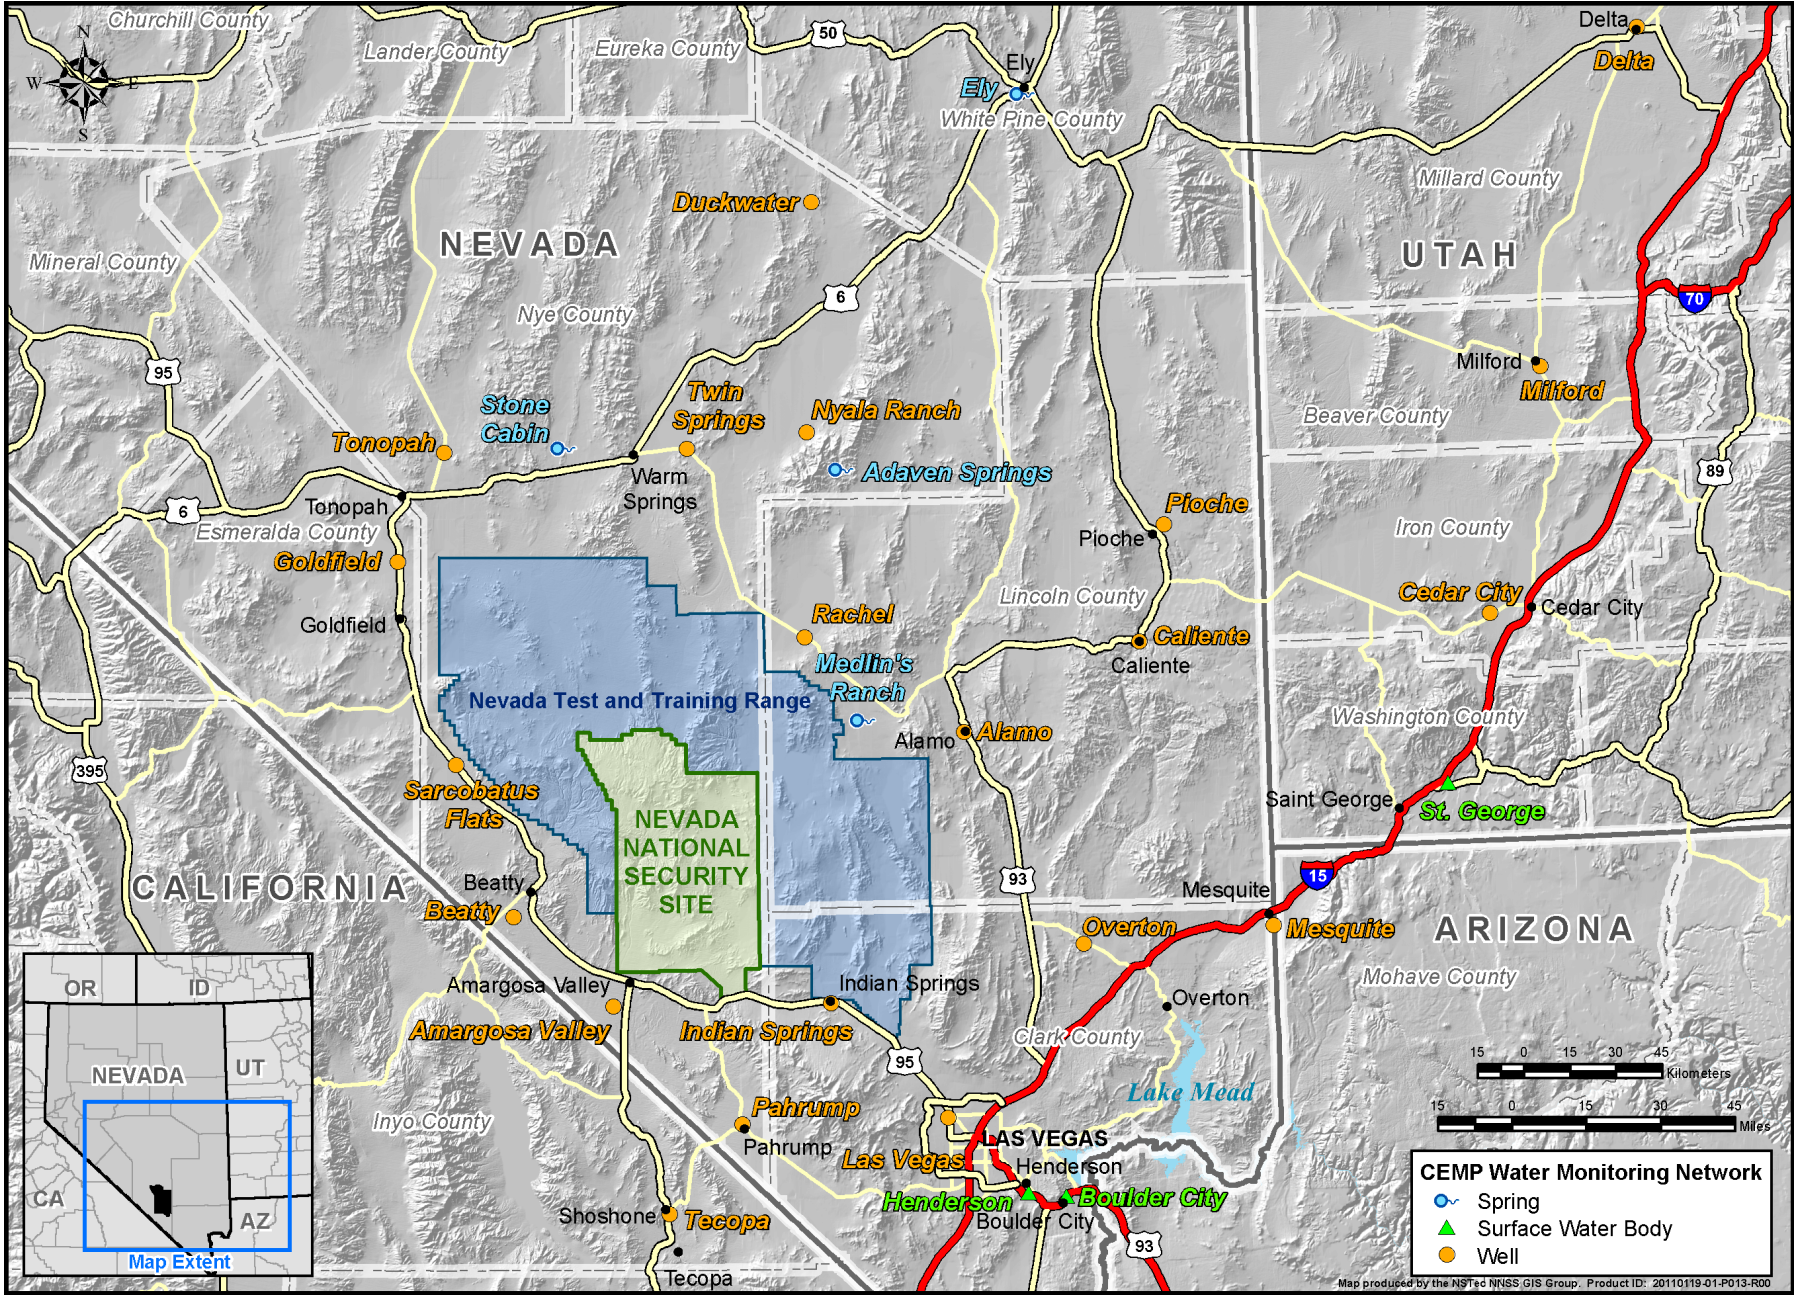 Churchill County
Lander County
Eureka County
50
Delta
Delta
N
W
E
S
Ely
Ely
White Pine County
Millard County
Duckwater
NEVADA
UTAH
Mineral County
Nye County
6
70
95
Milford
Milford
Beaver County
Twin
Springs
Nyala Ranch
Stone
Cabin
Tonopah
Adaven Springs
89
Warm
Springs
Tonopah
6
Esmeralda County
Pioche
Pioche
Iron County
Goldfield
Goldfield
Lincoln County
Cedar City
Cedar City
Rachel
Caliente
Caliente
Medlin's
Ranch
Nevada Test and Training Range
Washington County
Alamo
Alamo
395
Sarcobatus
Flats
Saint George
St. George
NEVADA
NATIONAL
SECURITY
SITE
CALIFORNIA
Beatty
Beatty
93
15
Mesquite
Mesquite
Overton
ARIZONA
Mohave County
Amargosa Valley
Amargosa Valley
Indian Springs
Indian Springs
Overton
Clark County
95
Lake Mead
Inyo County
Pahrump
Pahrump
LAS VEGAS
Las Vegas
Henderson
Henderson
Boulder City
Boulder City
Shoshone
Tecopa
Tecopa
93
OR
ID
NEVADA
UT
CA
AZ
Map Extent
15 0 15 30 45
Kilometers
15 0 15 30 45
Miles
CEMP Water Monitoring Network
Spring
Surface Water Body
Well
Map produced by the NSTec NNSS GIS Group. Product ID: 20110119-01-P013-R00